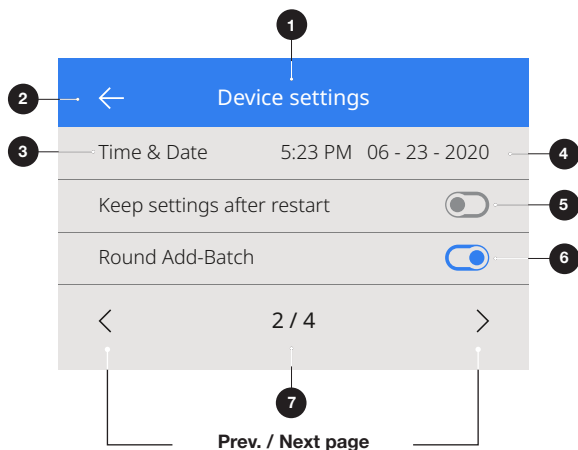 1
2
Device settings
3
Time & Date 5:23 PM 06 - 23 - 2020
4
Keep settings after restart
5
Round Add-Batch
6
2 / 4
7
Prev. / Next page